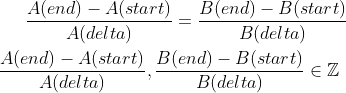 \frac{A(end) - A(start)}{A(delta)} = \frac{B(end) - B(start)}{B(delta)}
\frac{A(end) - A(start)}{A(delta)}, \frac{B(end) - B(start)}{B(delta)} \in \mathbb{Z}